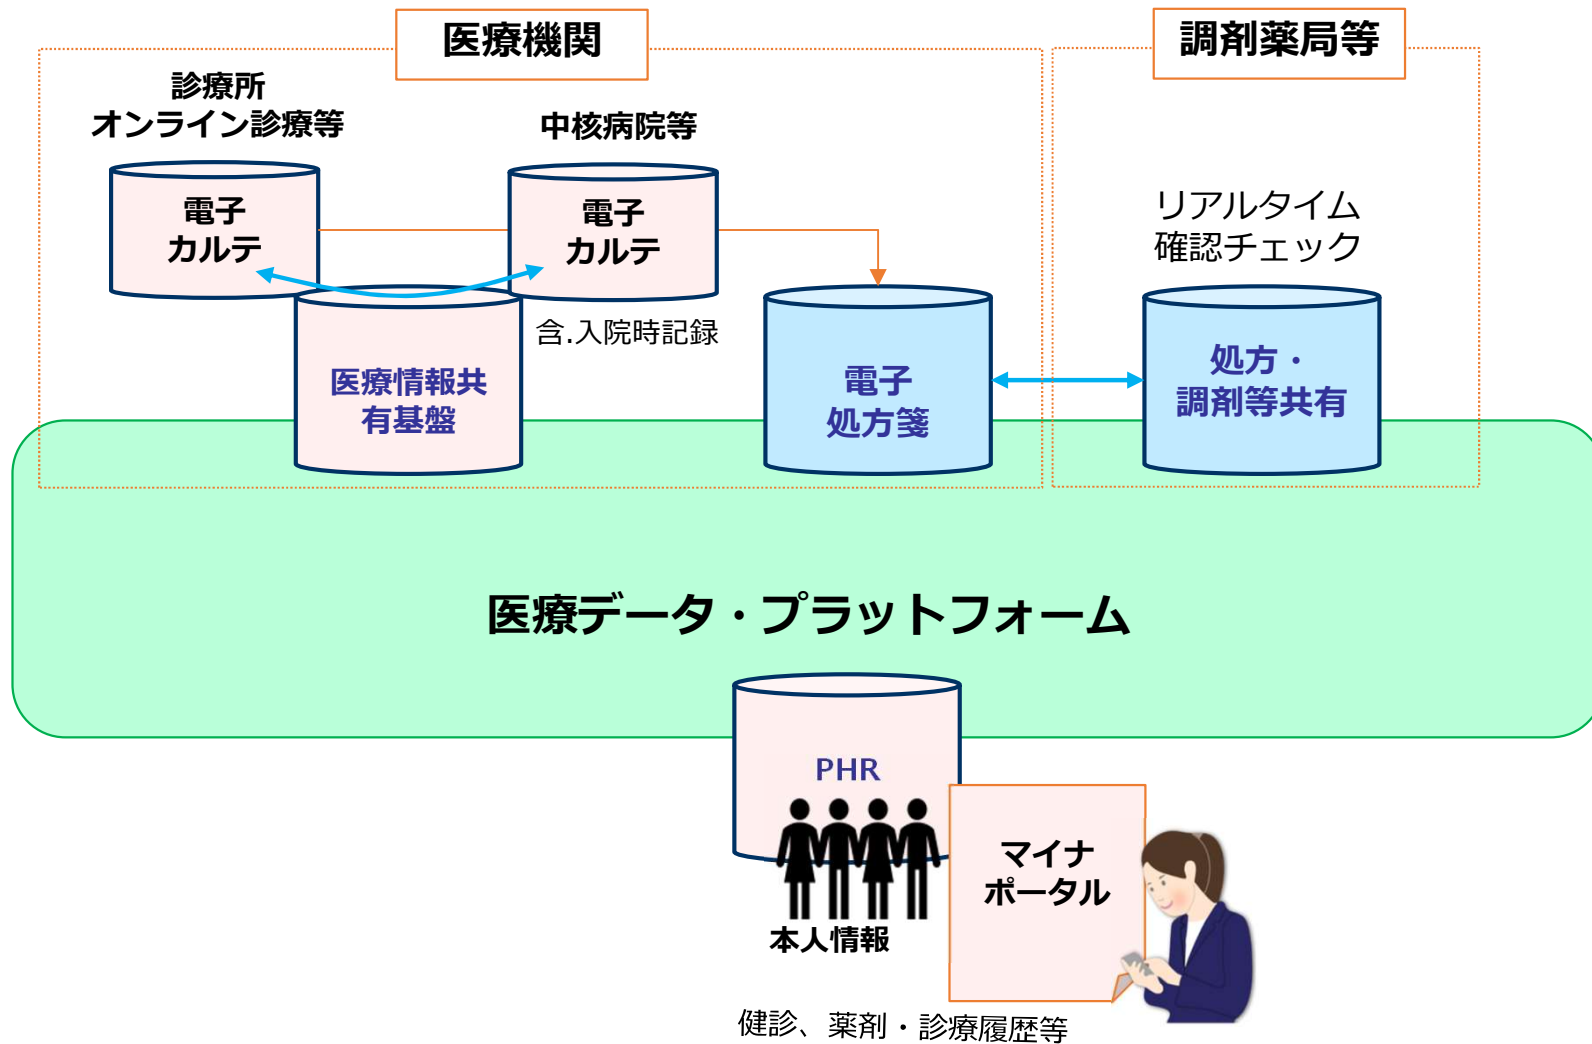 医療機関
調剤薬局等
診療所
オンライン診療等
中核病院等
電子
カルテ
電子
カルテ
リアルタイム
確認チェック
含.入院時記録
医療情報共
有基盤
電子
処方箋
処方・
調剤等共有
医療データ・プラットフォーム
PHR
マイナ
ポータル
本人情報
健診、薬剤・診療履歴等